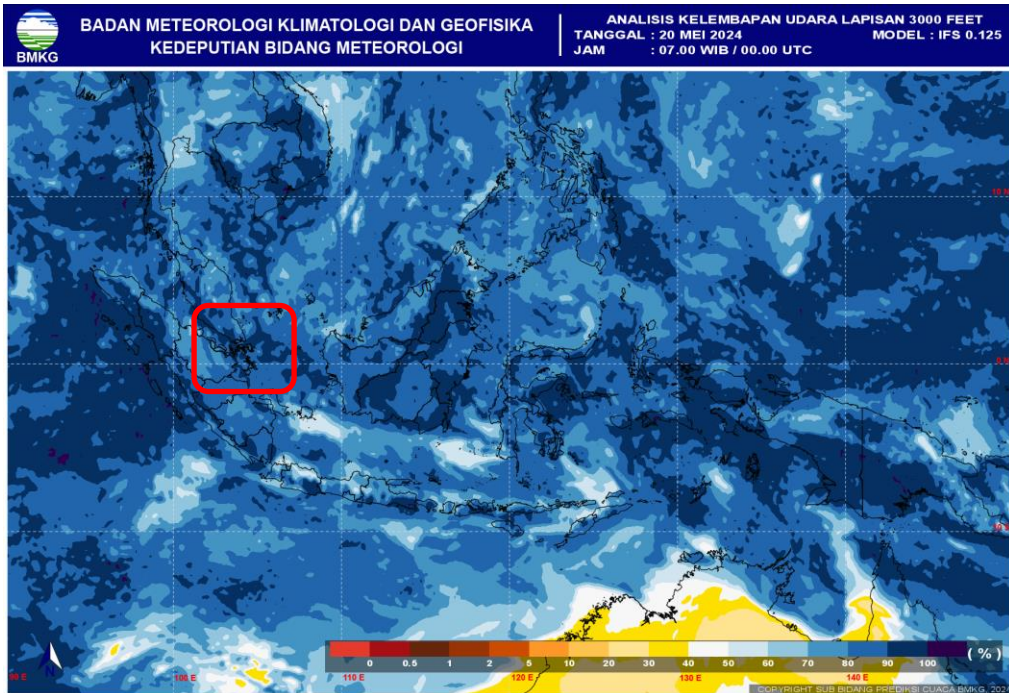 BADAN METEOROLOGI KLIMATOLOGI DAN GEOFISIKA
KEDEPUTIAN BIDANG METEOROLOGI
BMKG
ANALISIS KELEMBAPAN UDARA LAPISAN 3000 FEET
TANGGAL : 20 MEI 2024 MODEL : IFS 0.125
JAM : 07.00 WIB / 00.00 UTC
10 N
( % )
0 0.5 1 2 5 10 20 30 40 50 60 70 80 90 100
N
100 E 110 E 120 E 130 E 140 E
COPYRIGHT SUB BIDANG PREDIKSI CUACA BMKG, 2024